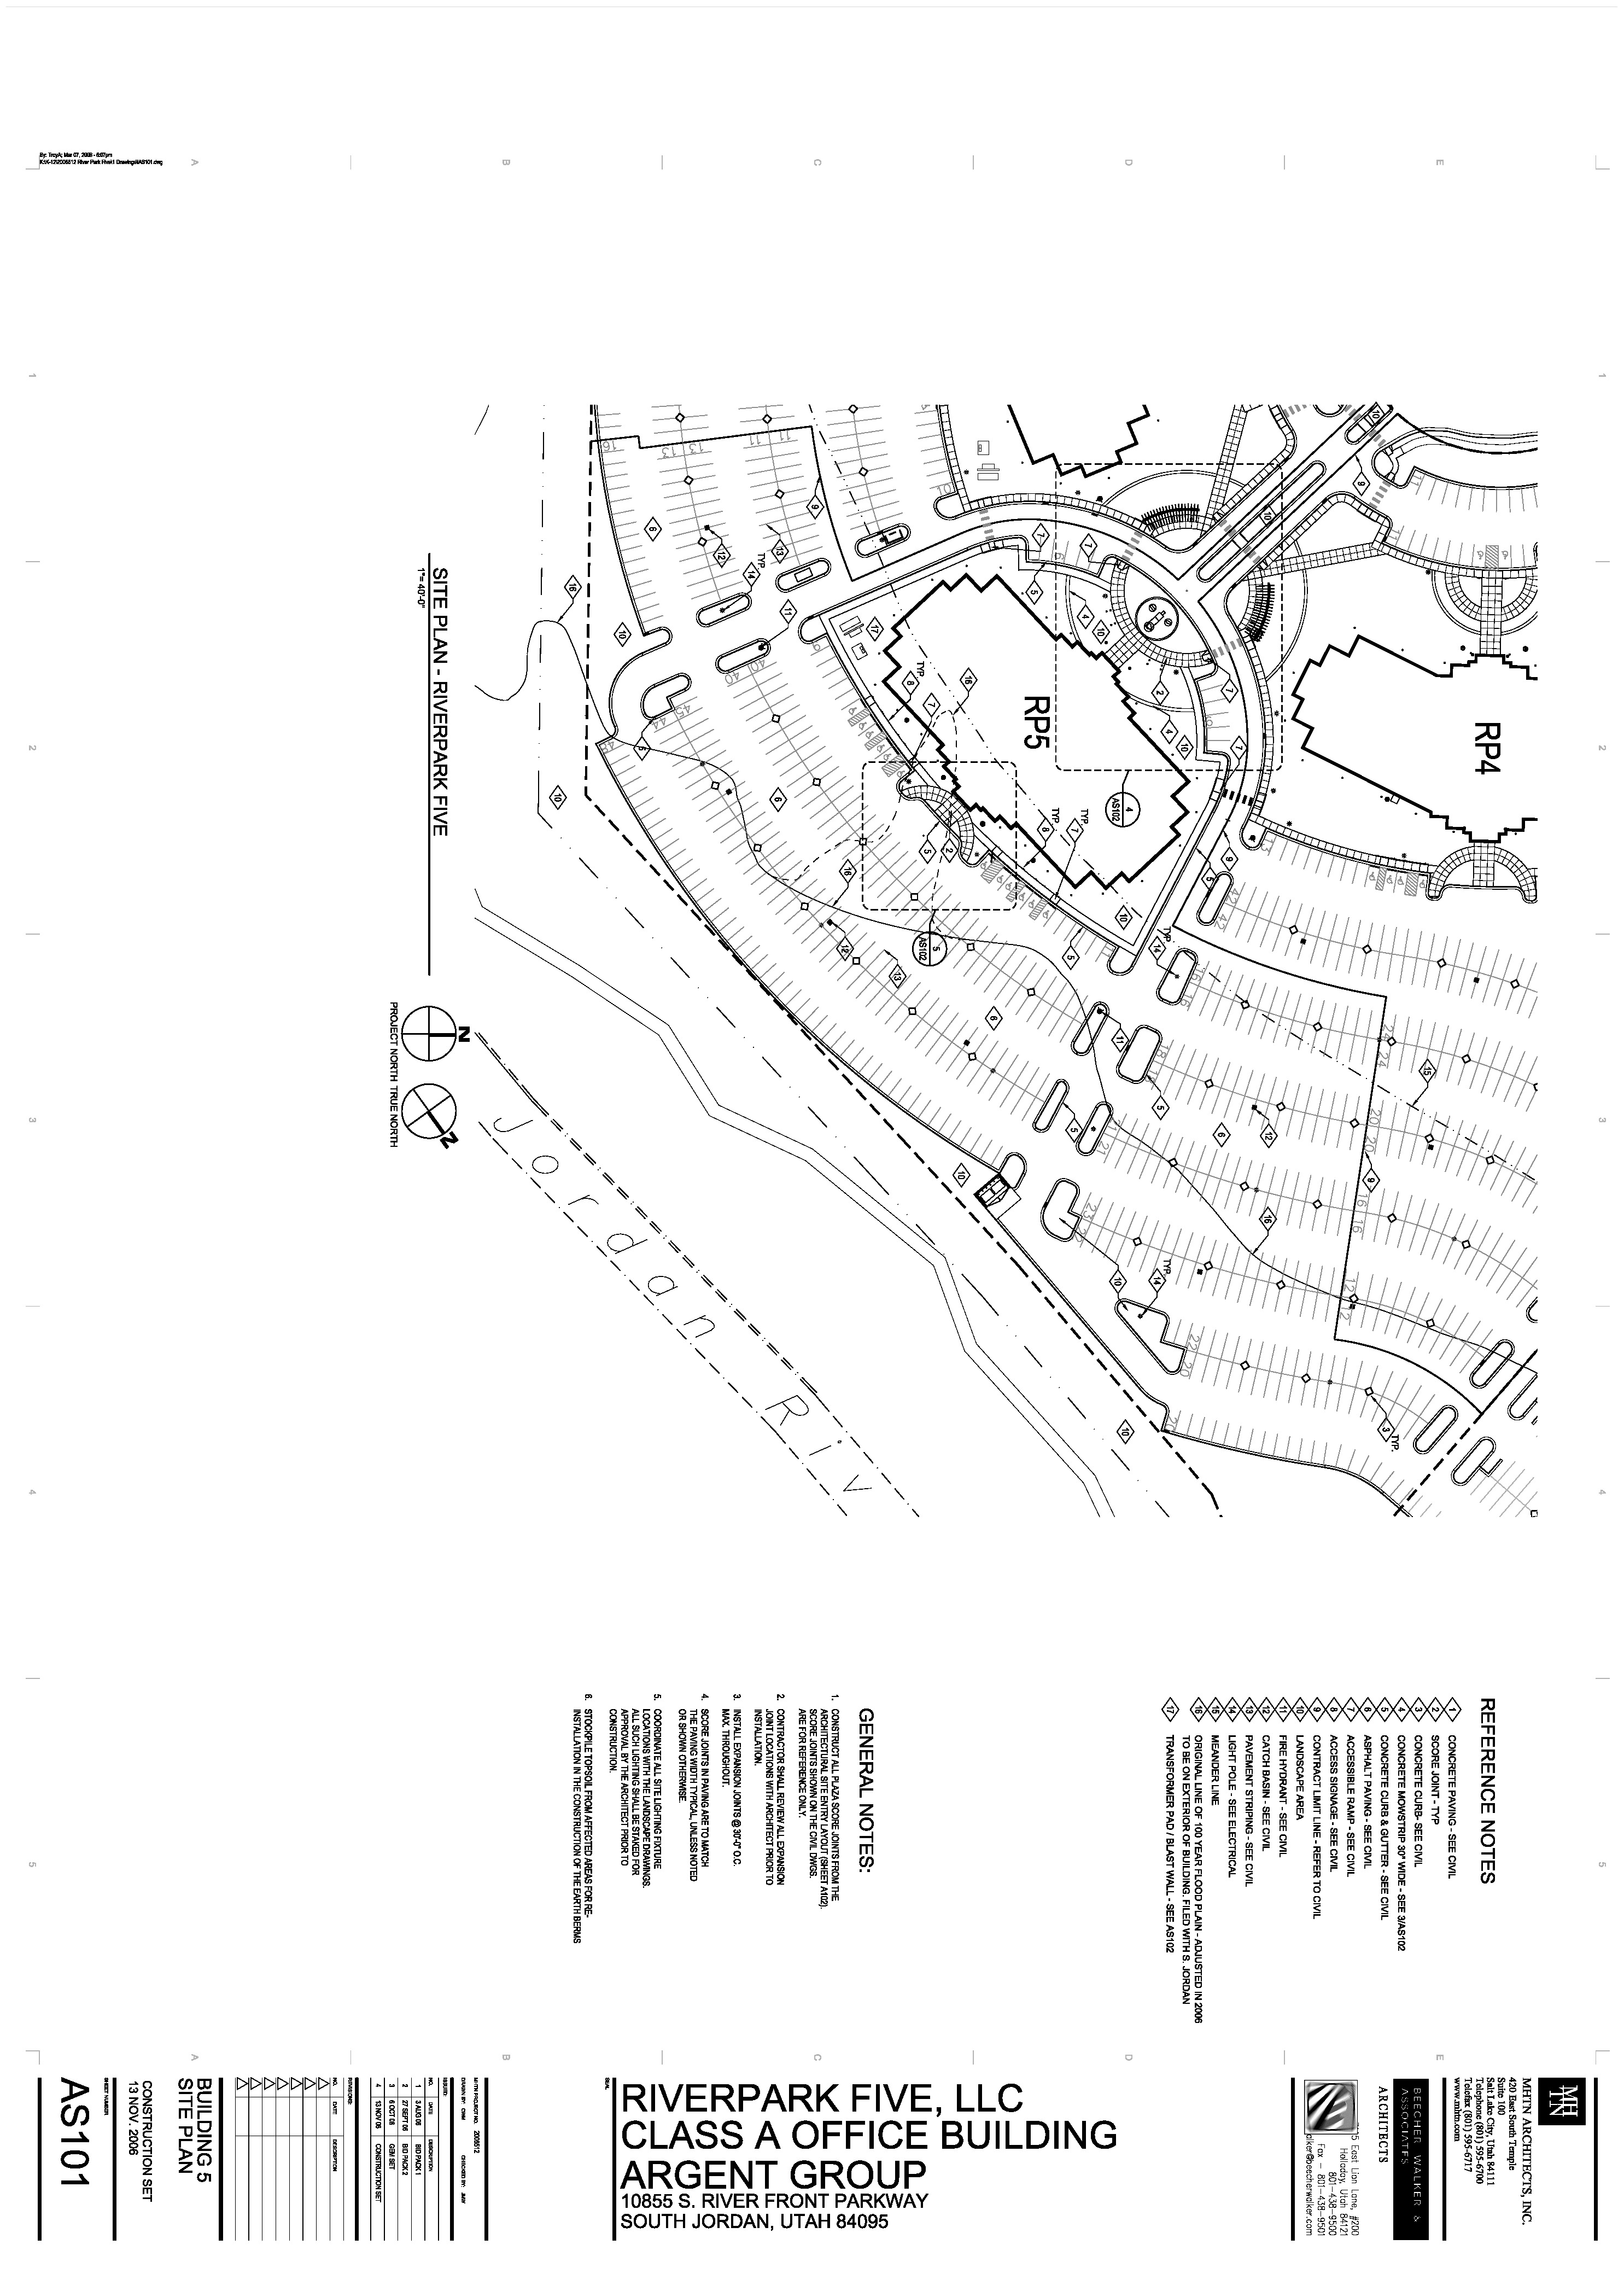 By: TroyA; Mar 07, 2008 - 6:07pm
A
B
C
D
E
1
2
3
4
5
RP4
RP5
4
AS102
5
AS102
TYP.
SITE PLAN - RIVERPARK FIVE
1"= 40'-0"
N
PROJECT NORTH
N
TRUE NORTH
Jordan Riv
REFERENCE NOTES
1 CONCRETE PAVING - SEE CIVIL
2 SCORE JOINT - TYP
3 CONCRETE CURB- SEE CIVIL
4 CONCRETE MOWSTRIP 30" WIDE - SEE 3/AS102
5 CONCRETE CURB & GUTTER - SEE CIVIL
6 ASPHALT PAVING - SEE CIVIL
7 ACCESSIBLE RAMP - SEE CIVIL
8 ACCESS SIGNAGE - SEE CIVIL
9 CONTRACT LIMIT LINE - REFER TO CIVIL
10 LANDSCAPE AREA
11 FIRE HYDRANT - SEE CIVIL
12 CATCH BASIN - SEE CIVIL
13 PAVEMENT STRIPING - SEE CIVIL
14 LIGHT POLE - SEE ELECTRICAL
15 MEANDER LINE
16 ORIGINAL LINE OF 100 YEAR FLOOD PLAIN - ADJUSTED IN 2006
TO BE ON EXTERIOR OF BUILDING. FILED WITH S. JORDAN
17 TRANSFORMER PAD / BLAST WALL - SEE AS102
GENERAL NOTES:
1. CONSTRUCT ALL PLAZA SCORE JOINTS FROM THE
ARCHITECTURAL SITE ENTRY LAYOUT (SHEET A102).
SCORE JOINTS SHOWN ON THE CIVIL DWGS.
ARE FOR REFERENCE ONLY.
2. CONTRACTOR SHALL REVIEW ALL EXPANSION
JOINT LOCATIONS WITH ARCHITECT PRIOR TO
INSTALLATION.
3. INSTALL EXPANSION JOINTS @ 30'-0" O.C.
MAX. THROUGHOUT.
4. SCORE JOINTS IN PAVING ARE TO MATCH
THE PAVING WIDTH TYPICAL UNLESS NOTED
OR SHOWN OTHERWISE.
5. COORDINATE ALL SITE LIGHTING FIXTURE
LOCATIONS WITH THE LANDSCAPE DRAWINGS.
ALL SUCH LIGHTING SHALL BE STAKED FOR
APPROVAL BY THE ARCHITECT PRIOR TO
CONSTRUCTION.
6. STOCKPILE TOPSOIL FROM AFFECTED AREAS FOR RE-
INSTALLATION IN THE CONSTRUCTION OF THE EARTH BERMS
MHTN
MHTN ARCHITECTS, INC.
420 East South Temple
Suite 100
Salt Lake City, Utah 84111
Telephone (801) 595-6700
Telefax (801) 595-6717
www.mhtn.com
BEECHER WALKER &
ASSOCIATES
ARCHITECTS
East Lion Lane, #200
Holladay, Utah 84121
801-438-9500
Fax - 801-438-9501
alker@beecherwalker.com
SEAL
RIVERPARK FIVE, LLC
CLASS A OFFICE BUILDING
ARGENT GROUP
10855 S. RIVER FRONT PARKWAY
SOUTH JORDAN, UTAH 84095
MHTN PROJECT NO. 2006512
DRAWN BY: CHECKED BY:
ISSUED:
NO. DATE DESCRIPTION
1 3 AUG 06 BID PACK 1
2 27 SEPT 06 BID PACK 2
3 6 OCT 06 GBM SET
4 13 NOV 06 CONSTRUCTION SET
REVISIONS:
NO. DATE DESCRIPTION
BUILDING 5
SITE PLAN
CONSTRUCTION SET
13 NOV. 2006
SHEET NUMBER
AS101